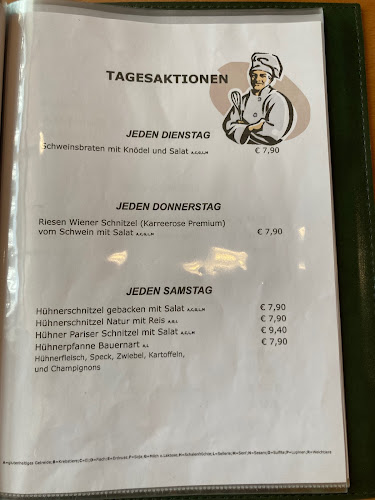 TAGESAKTIONEN
JEDEN DIENSTAG
Schweinsbraten mit Knödel und Salat A,C,G,L,M € 7,90
JEDEN DONNERSTAG
Riesen Wiener Schnitzel (Karreerose Premium)
vom Schwein mit Salat A,C,G,L,M € 7,90
JEDEN SAMSTAG
Hühnerschnitzel gebacken mit Salat A,C,G,L,M € 7,90
Hühnerschnitzel Natur mit Reis € 7,90
Hühner Pariser Schnitzel mit Salat A,C,G,L,M € 9,40
Hühnerpfanne Bauernart € 7,90
Hühnerfleisch, Speck, Zwiebel, Kartoffeln,
und Champignons